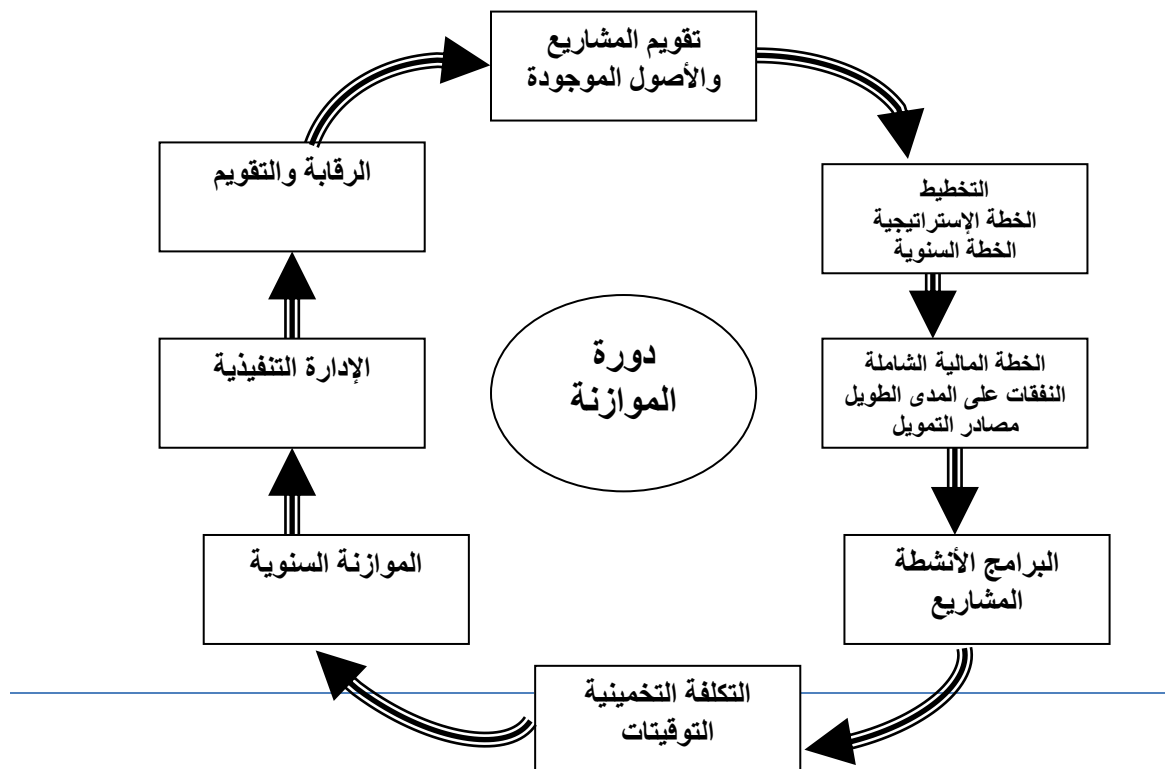 تقويم المشاريع
والأصول الموجودة
التخطيط
الخطة الإستراتيجية
الخطة السنوية
الخطة المالية الشاملة
النفقات على المدى الطويل
مصادر التمويل
البرامج الأنشطة
المشاريع
التكلفة التخمينية
التوقيتات
الموازنة السنوية
الإدارة التنفيذية
الرقابة والتقويم
دورة
الموازنة